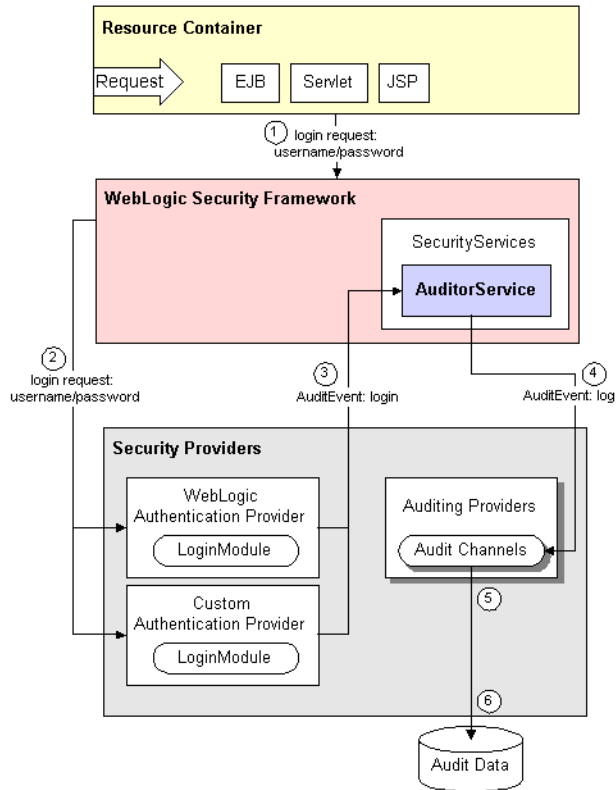 Resource Container
Request
EJB
Servlet
JSP
1
login request:
username/password
WebLogic Security Framework
SecurityServices
AuditorService
2
login request:
username/password
3
AuditEvent: login
4
AuditEvent: log
Security Providers
WebLogic
Authentication Provider
LoginModule
Auditing Providers
Audit Channels
5
Custom
Authentication Provider
LoginModule
6
Audit Data